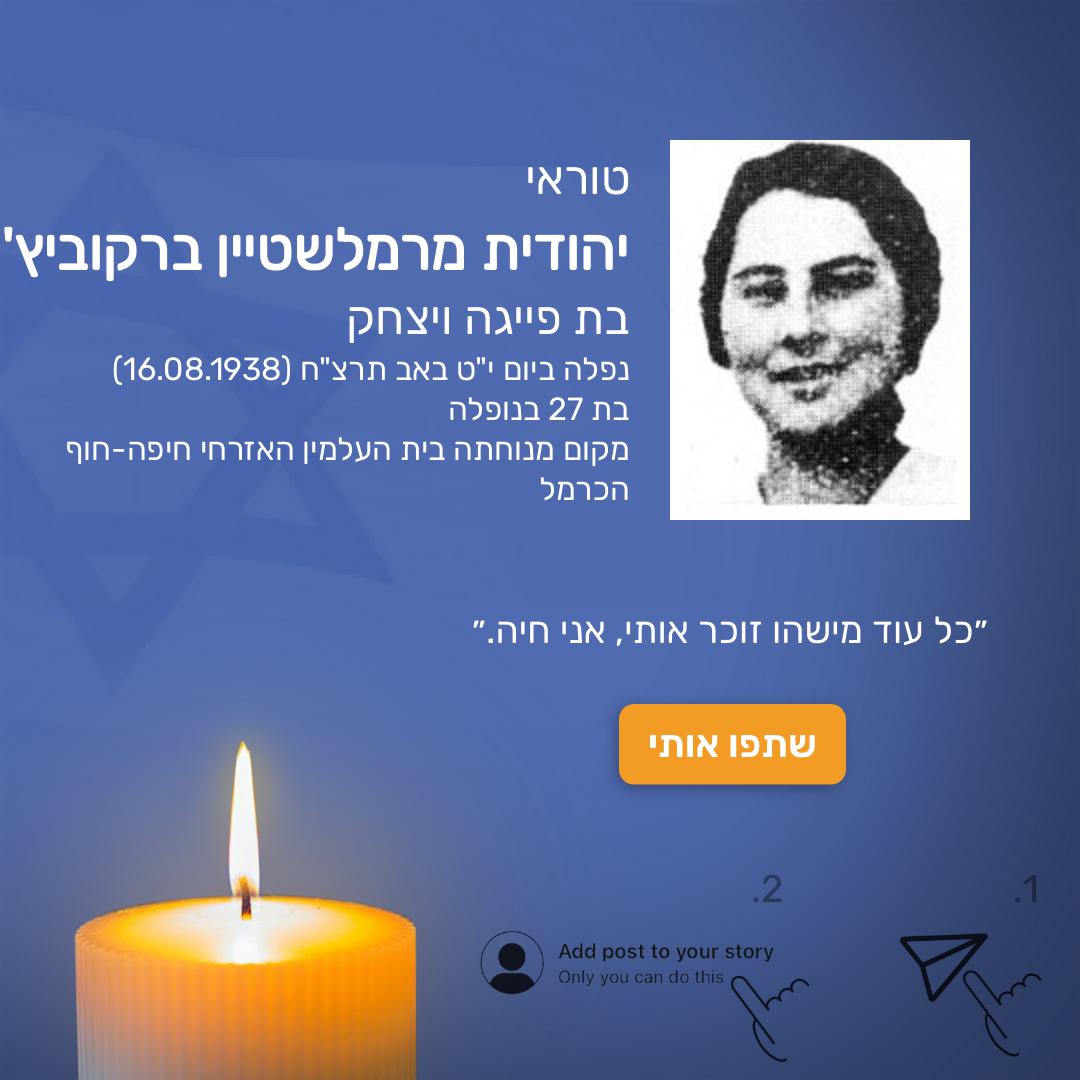 טוראי
יהודית מרמלשטיין ברקוביץ'
בת פייגה ויצחק
נפלה ביום י"ט באב תרצ"ח (16.08.1938)
בת 27 בנופלה
מקום מנוחתה בית העלמין האזרחי חיפה-חוף
הכרמל
״כל עוד מישהו זוכר אותי, אני חיה.״
שתפו אותי
1.
2.
Add post to your story
Only you can do this